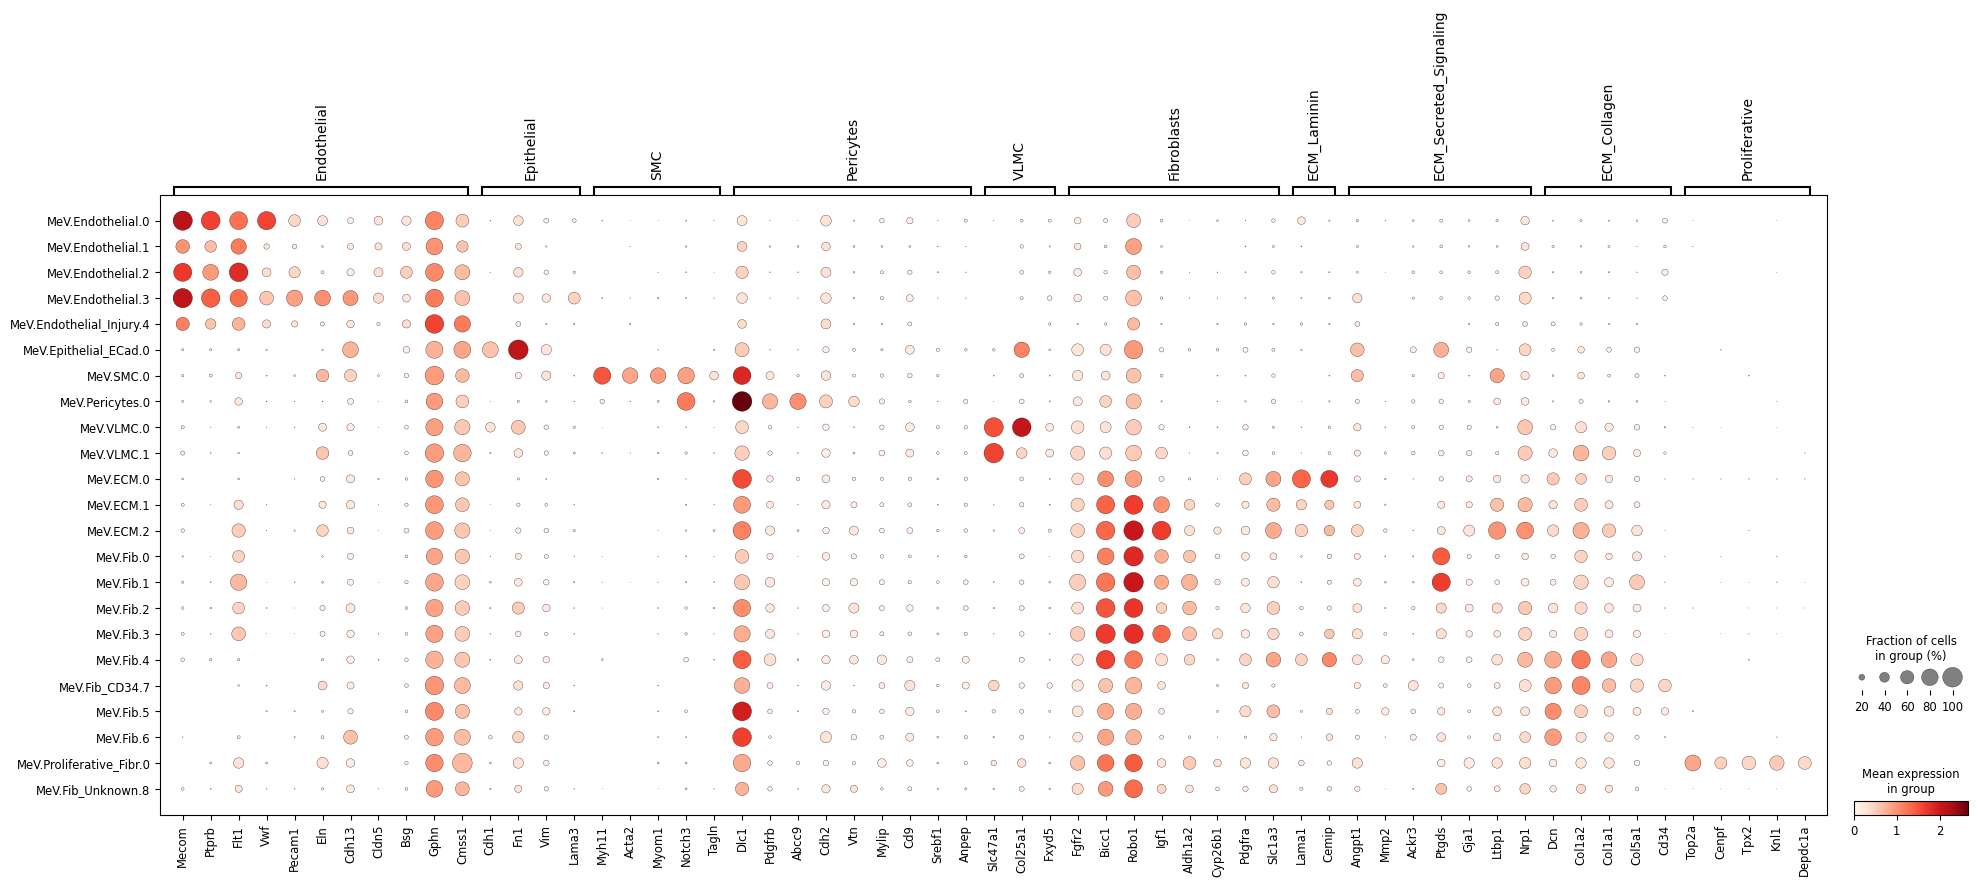 Endothelial
Epithelial
SMC
Pericytes
VLMC
Fibroblasts
ECM_Laminin
ECM_Secreted_Signaling
ECM_Collagen
Proliferative
MeV.Endothelial.0
MeV.Endothelial.1
MeV.Endothelial.2
MeV.Endothelial.3
MeV.Endothelial_Injury.4
MeV.Epithelial_ECad.0
MeV.SMC.0
MeV.Pericytes.0
MeV.VLMC.0
MeV.VLMC.1
MeV.ECM.0
MeV.ECM.1
MeV.ECM.2
MeV.Fib.0
MeV.Fib.1
MeV.Fib.2
MeV.Fib.3
MeV.Fib.4
MeV.Fib_CD34.7
MeV.Fib.5
MeV.Fib.6
MeV.Proliferative_Fibr.0
MeV.Fib_Unknown.8
Mecom
Ptprb
Flt1
Vwf
Pecam1
Eln
Cdh13
Cldn5
Bsg
Gphn
Cmss1
Cdh1
Fn1
Vim
Lama3
Myh11
Acta2
Myom1
Notch3
Tagln
Dlc1
Pdgfrb
Abcc9
Cdh2
Vtn
Mylip
Cd9
Srebf1
Anpep
Slc47a1
Col25a1
Fxyd5
Fgfr2
Bicc1
Robo1
Igf1
Aldh1a2
Cyp26b1
Pdgfra
Slc1a3
Lama1
Cemip
Angpt1
Mmp2
Ackr3
Ptgds
Gja1
Ltbp1
Nrp1
Dcn
Col1a2
Col1a1
Col5a1
Cd34
Top2a
Cenpf
Tpx2
Knl1
Depdc1a
Fraction of cells
in group (%)
20 40 60 80 100
Mean expression
in group
0 1 2